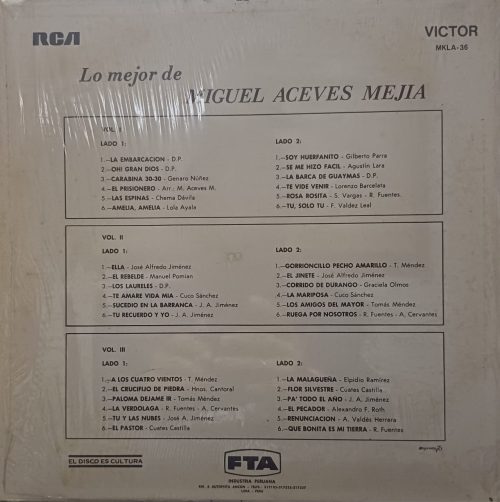 RCA
VICTOR
MKLA-36
Lo mejor de
MIGUEL ACEVES MEJIA
VOL. I
LADO 1:
1.—LA EMBARCACION - D.P.
2.—OH! GRAN DIOS - D.P.
3.—CARABINA 30-30 - Genaro Núñez
4.—EL PRISIONERO - Arr.: M. Aceves M.
5.—LAS ESPINAS - Chema Dávila
6.—AMELIA, AMELIA - Lola Ayala
LADO 2:
1.—SOY HUERFANITO - Gilberto Parra
2.—SE ME HIZO FACIL - Agustín Lara
3.—LA BARCA DE GUAYMAS - D.P.
4.—TE VIDE VENIR - Lorenzo Barcelata
5.—ROSA ROSITA - S. Vargas - R. Fuentes.
6.—TU, SOLO TU - F. Valdez Leal
VOL. II
LADO 1:
1.—ELLA - José Alfredo Jiménez
2.—EL REBELDE - Manuel Pomian
3.—LOS LAURELES - D.P.
4.—TE AMARE VIDA MIA - Cuco Sánchez
5.—SUCEDIO EN LA BARRANCA - J. A. Jiménez
6.—TU RECUERDO Y YO - J. A. Jiménez
LADO 2:
1.—GORRIONCILLO PECHO AMARILLO - T. Méndez
2.—EL JINETE - José Alfredo Jiménez
3.—CORRIDO DE DURANGO - Graciela Olmos
4.—LA MARIPOSA - Cuco Sánchez
5.—LOS AMIGOS DEL MAYOR - Tomás Méndez
6.—RUEGA POR NOSOTROS - R. Fuentes - A. Cervantes
VOL. III
LADO 1:
1.—A LOS CUATRO VIENTOS - T. Méndez
2.—EL CRUCIFIJO DE PIEDRA - Hnos. Cantoral
3.—PALOMA DEJAME IR - Tomás Méndez
4.—LA VERDOLAGA - R. Fuentes - A. Cervantes
5.—TU Y LAS NUBES - José A. Jiménez
6.—EL PASTOR - Cuates Castilla
LADO 2:
1.—LA MALAGUEÑA - Elpidio Ramírez
2.—FLOR SILVESTRE - Cuates Castilla
3.—PA' TODO EL AÑO - J. A. Jiménez
4.—EL PECADOR - Alexandro F. Roth
5.—RENUNCIACION - A. Valdés Herrera
6.—QUE BONITA ES MI TIERRA - R. Fuentes
EL DISCO ES CULTURA
FTA
INDUSTRIA PERUANA
LIMA - PERU